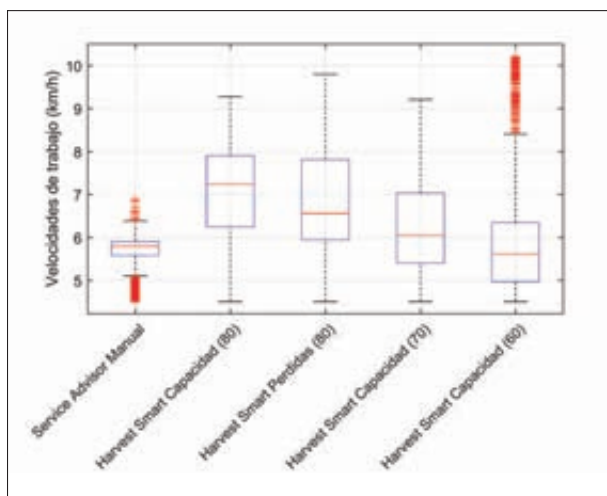 Velocidades de trabajo (km/h)
10
9
8
7
6
5
Service Advisor Manual
Harvest Smart Capacidad (80)
Harvest Smart Perdidas (80)
Harvest Smart Capacidad (70)
Harvest Smart Capacidad (60)